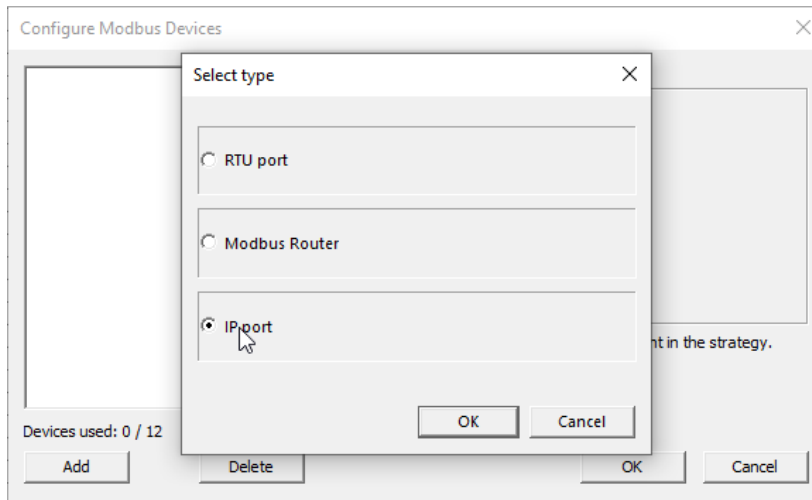 Configure Modbus Devices
Select type
RTU port
Modbus Router
IP port
in the strategy.
OK
Cancel
Devices used: 0 / 12
Add
Delete
OK
Cancel